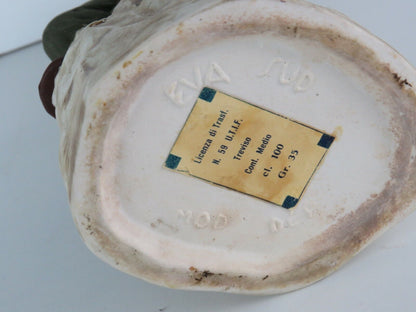 EVA SUD
Licenza di Trasf.
N. 59 U.T.I.F.
Treviso
Cont. Medio
cl. 100
Gr. 35
MOD